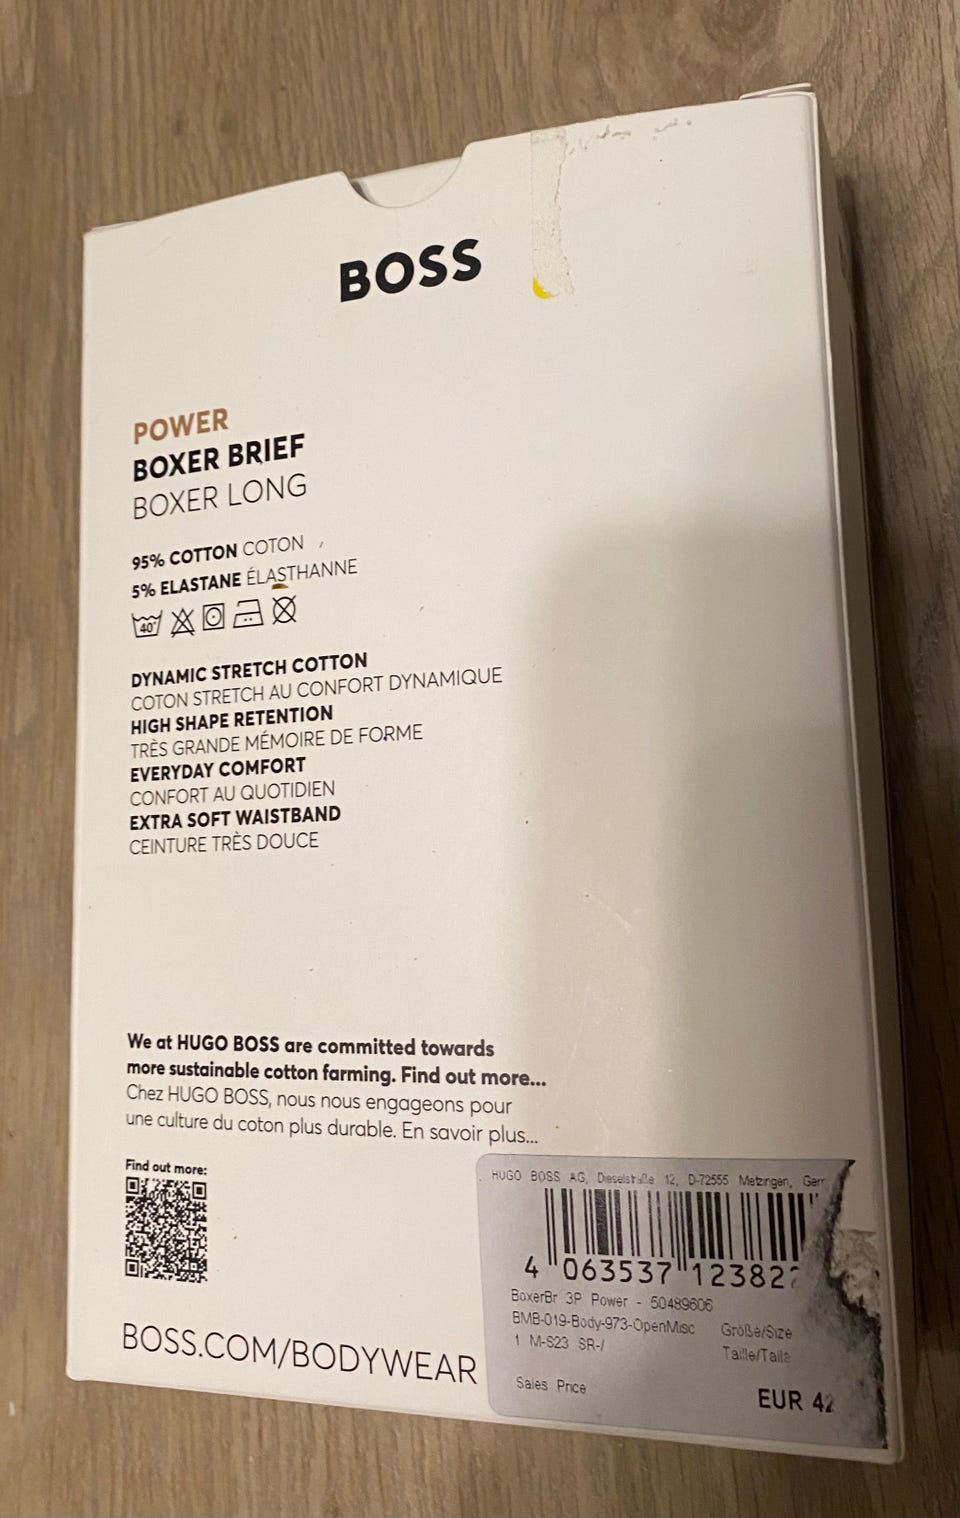 BOSS
POWER
BOXER BRIEF
BOXER LONG
95% COTTON COTON
5% ELASTANE ÉLASTHANNE
40°
DYNAMIC STRETCH COTTON
COTON STRETCH AU CONFORT DYNAMIQUE
HIGH SHAPE RETENTION
TRÈS GRANDE MÉMOIRE DE FORME
EVERYDAY COMFORT
CONFORT AU QUOTIDIEN
EXTRA SOFT WAISTBAND
CEINTURE TRÈS DOUCE
We at HUGO BOSS are committed towards
more sustainable cotton farming. Find out more...
Chez HUGO BOSS, nous nous engageons pour
une culture du coton plus durable. En savoir plus...
Find out more:
BOSS.COM/BODYWEAR
HUGO BOSS AG, Dieselstraße 12, D-72555 Metzingen,
4 063537 12382
BoxerBr 3P Power - 50489606
BMB-019-Body-973-OpenMisc Größe/Size
1 M-S23 SR-/ Taille/Talla
Sales Price
EUR 42